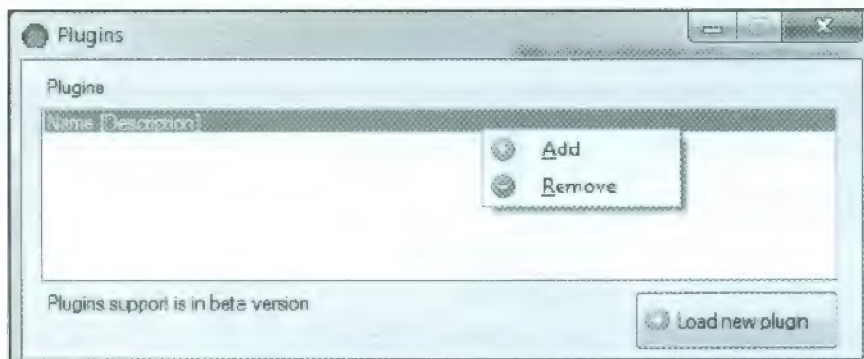 Plugins
Plugins
Name [Description]
Add
Remove
Plugins support is in beta version
Load new plugin